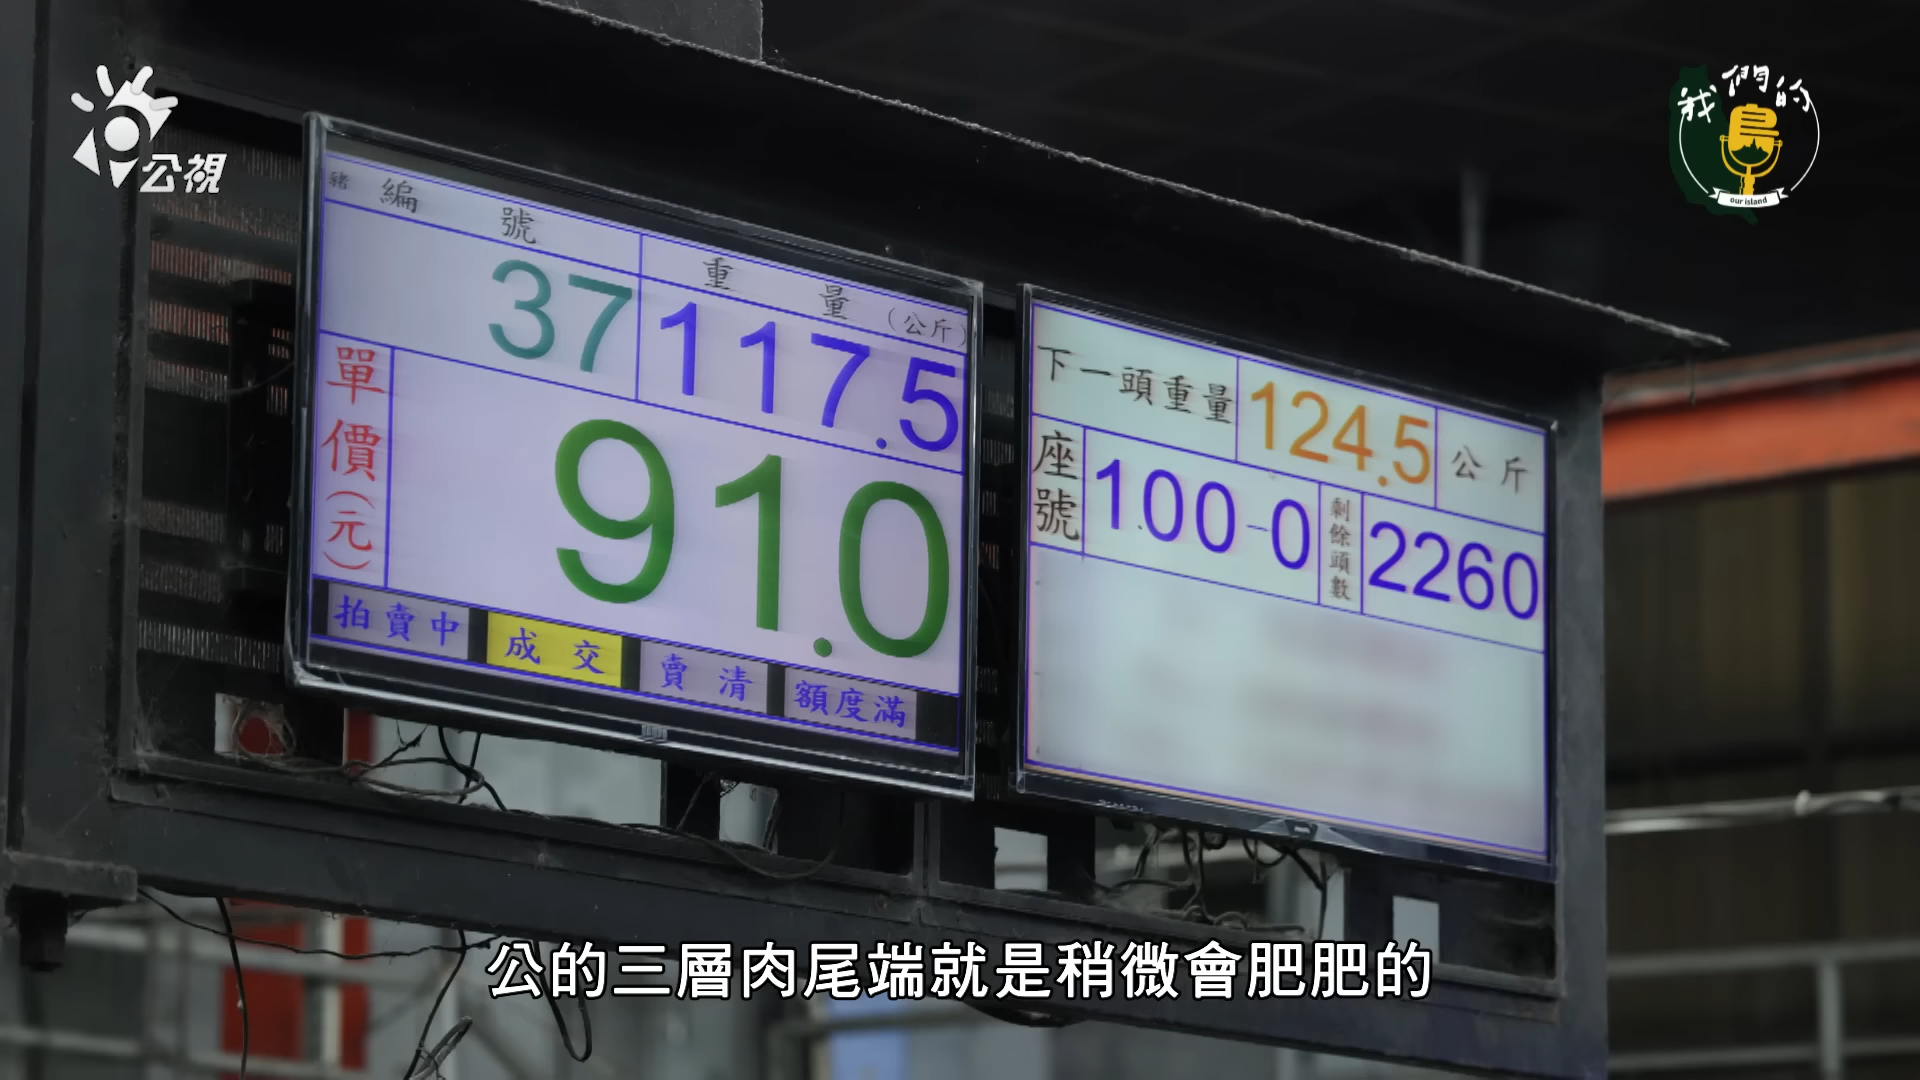 公視
我們的島
our island
豬編號
重量(公斤)
37
117.5
單價(元)
91.0
拍賣中
成交
賣清
額度滿
下一頭重量
124.5
公斤
座號
1.00-0
剩餘頭數
2260
公的三層肉尾端就是稍微會肥肥的